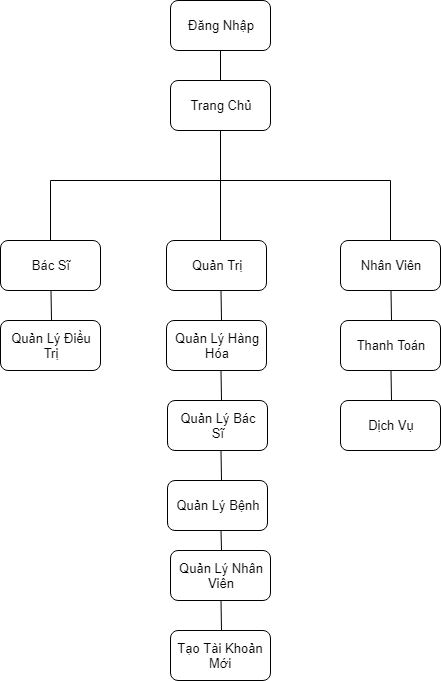 Đăng Nhập
Trang Chủ
Bác Sĩ
Quản Trị
Nhân Viên
Quản Lý Điều
Trị
Quản Lý Hàng
Hóa
Thanh Toán
Quản Lý Bác
Sĩ
Dịch Vụ
Quản Lý Bệnh
Quản Lý Nhân
Viên
Tạo Tài Khoản
Mới